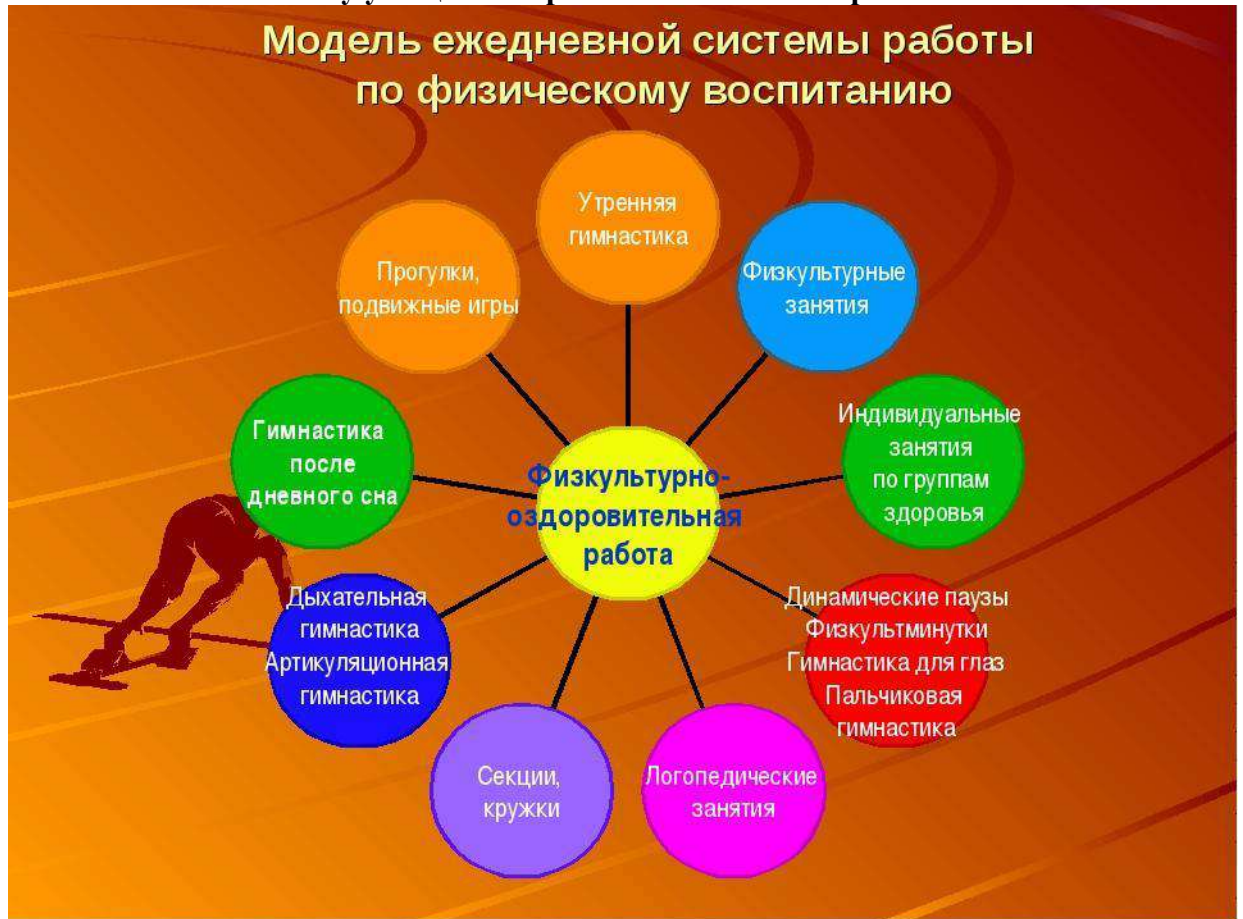 Модель ежедневной системы работы
по физическому воспитанию
Утренняя
гимнастика
Физкультурные
занятия
Индивидуальные
занятия
по группам
здоровья
Динамические паузы
Физкультминутки
Гимнастика для глаз
Пальчиковая
гимнастика
Логопедические
занятия
Секции,
кружки
Дыхательная
гимнастика
Артикуляционная
гимнастика
Гимнастика
после
дневного сна
Прогулки,
подвижные игры
Физкультурно-
оздоровительная
работа